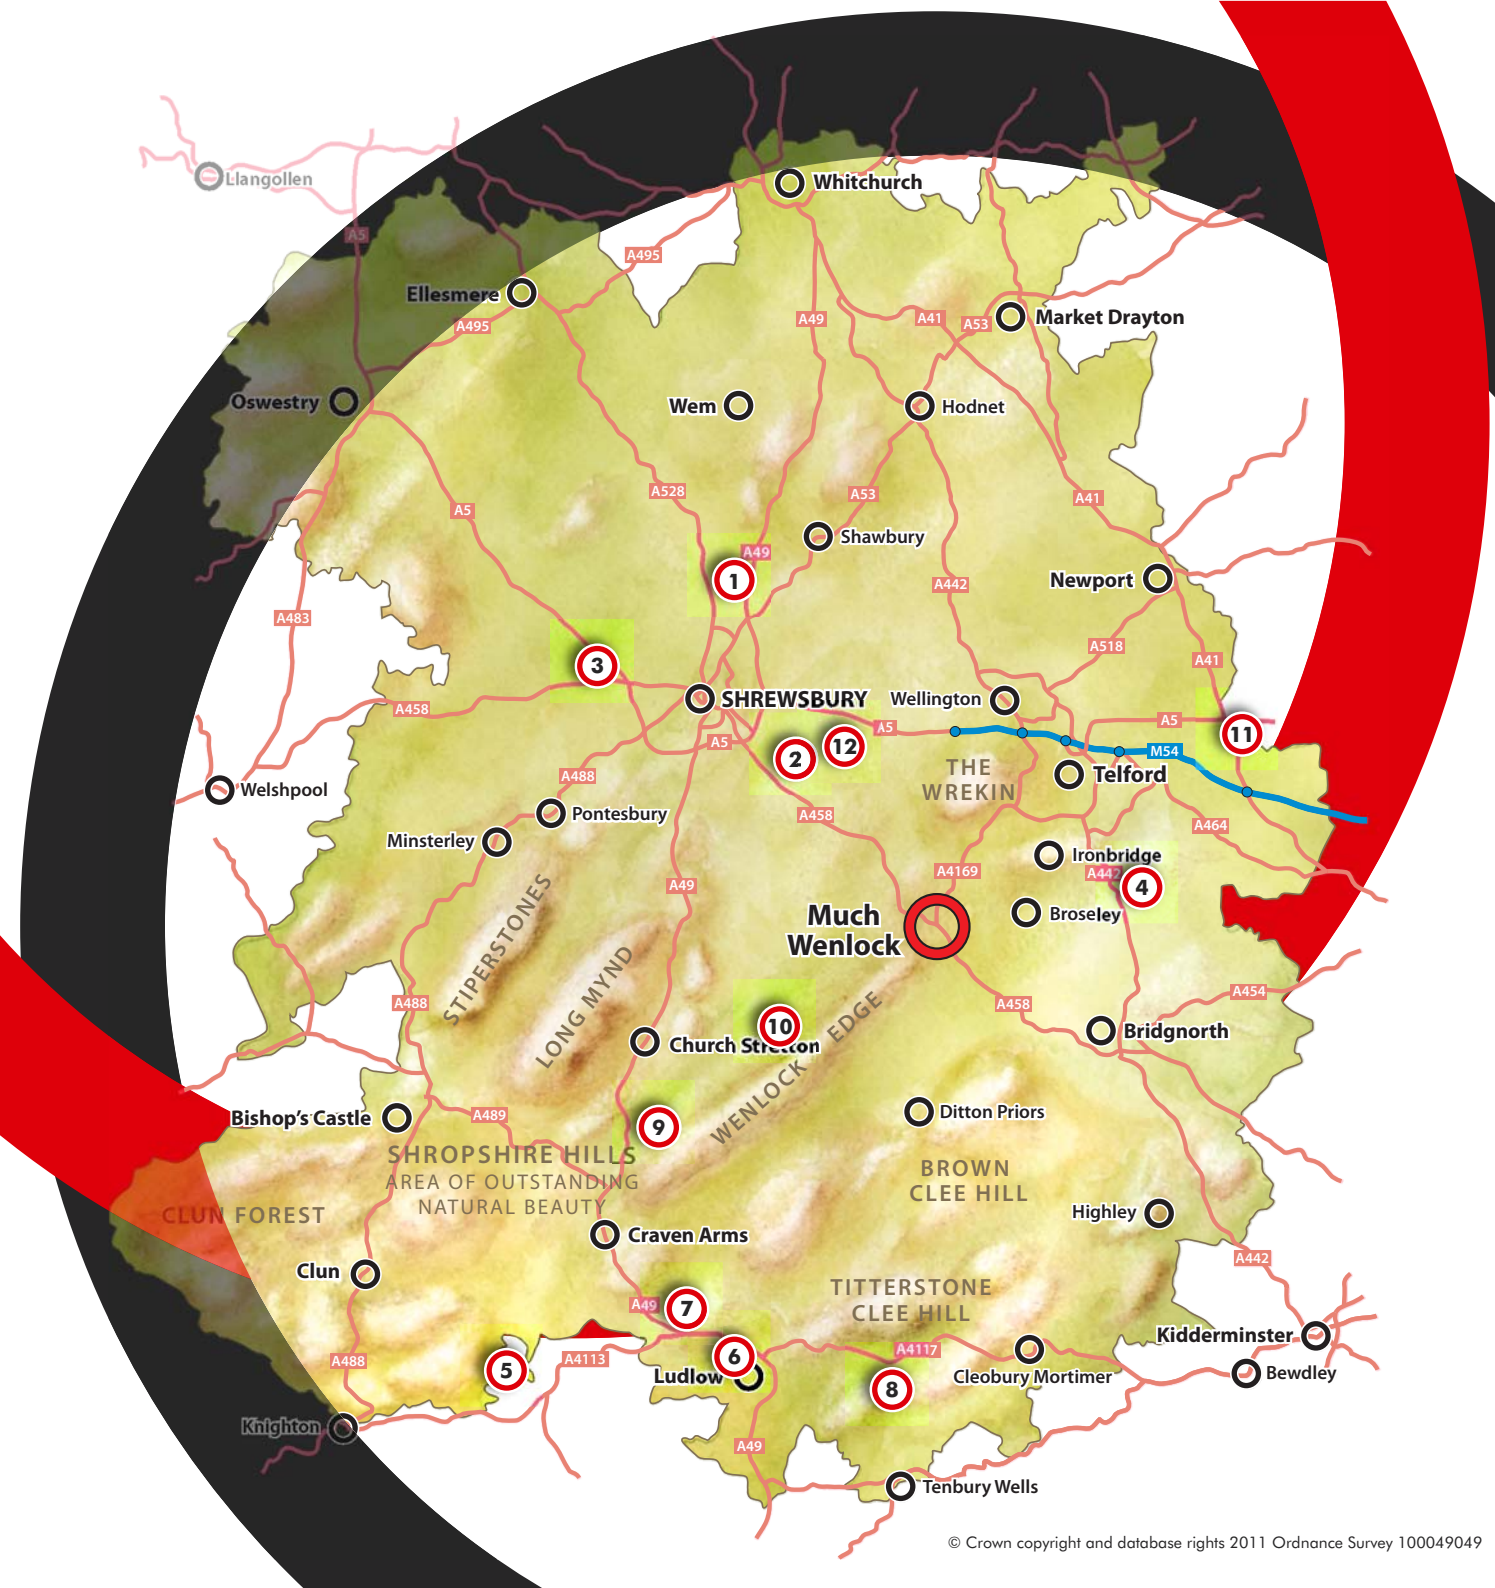 Whitchurch
Llangollen
A5
A495
Ellesmere
A495
A49
A41
A53
Market Drayton
Oswestry
Wem
Hodnet
A5
A528
A53
A41
Shawbury
A49
1
A442
Newport
A483
A518
A41
3
A458
SHREWSBURY
Wellington
A5
A5
A5
11
2
12
M54
THE
WREKIN
Telford
A488
Welshpool
Pontesbury
A458
A464
Minsterley
Ironbridge
A4169
A442
4
A49
Much
Wenlock
Broseley
STIPERSTONES
LONG MYND
A488
A458
A454
10
WENLOCK EDGE
Church Stretton
Bridgnorth
Bishop's Castle
A489
9
Ditton Priors
SHROPSHIRE HILLS
AREA OF OUTSTANDING
NATURAL BEAUTY
BROWN
CLEE HILL
CLUN FOREST
Highley
Craven Arms
A442
Clun
TITTERSTONE
CLEE HILL
A49
7
Kidderminster
A488
A4113
5
6
A4117
Ludlow
Cleobury Mortimer
Bewdley
8
Knighton
A49
Tenbury Wells
© Crown copyright and database rights 2011 Ordnance Survey 100049049